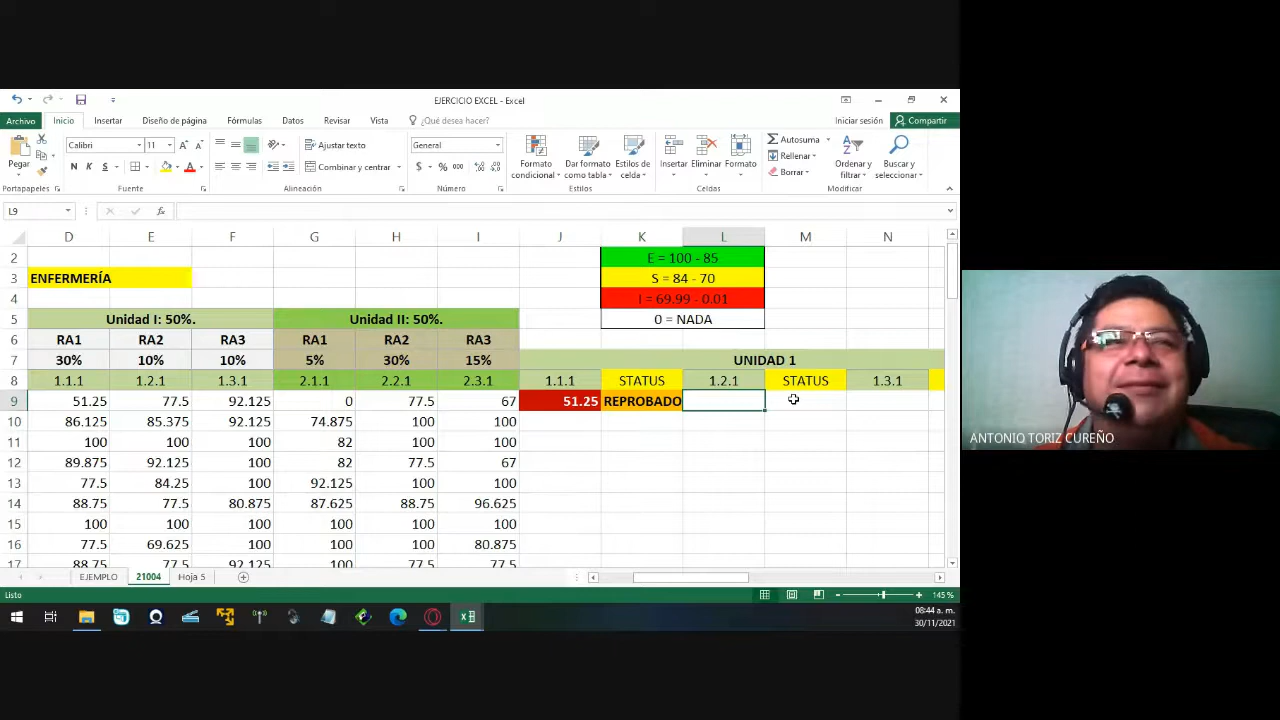 EJERCICIO EXCEL - Excel
Archivo Inicio Insertar Diseño de página Fórmulas Datos Revisar Vista ¿Qué desea hacer? Iniciar sesión Compartir
Pegar Calibri 11 N K S Ajustar texto Combinar y centrar General $ % 000 Formato condicional Dar formato como tabla Estilos de celda Insertar Eliminar Formato Autosuma Rellenar Borrar Ordenar y filtrar Buscar y seleccionar
Portapapeles Fuente Alineación Número Estilos Celdas Modificar
L9 fx
D E F G H I J K L M N
2 E = 100 - 85
3 ENFERMERÍA S = 84 - 70
4 I = 69.99 - 0.01
5 Unidad I: 50%. Unidad II: 50%. 0 = NADA
6 RA1 RA2 RA3 RA1 RA2 RA3
7 30% 10% 10% 5% 30% 15% UNIDAD 1
8 1.1.1 1.2.1 1.3.1 2.1.1 2.2.1 2.3.1 1.1.1 STATUS 1.2.1 STATUS 1.3.1
9 51.25 77.5 92.125 0 77.5 67 51.25 REPROBADO
10 86.125 85.375 92.125 74.875 100 100
11 100 100 100 82 100 100
12 89.875 92.125 100 82 77.5 67
13 77.5 84.25 80.875 92.125 100 100
14 88.75 77.5 80.875 87.625 88.75 96.625
15 100 100 100 100 100 100
16 77.5 69.625 100 100 100 80.875
17 88.75 77.5 92.125 100 77.5 77.5
EJEMPLO 21004 Hoja 5
Listo 145 %
08:44 a. m.
30/11/2021
ANTONIO TORIZ CUREÑO